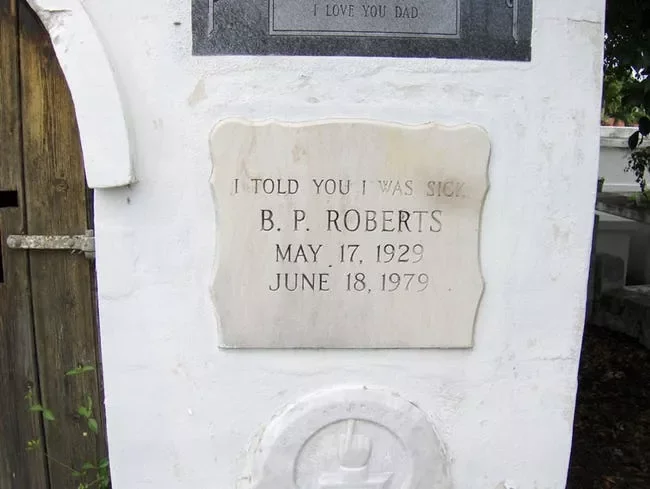 I LOVE YOU DAD
I TOLD YOU I WAS SICK
B. P. ROBERTS
MAY 17, 1929
JUNE 18, 1979